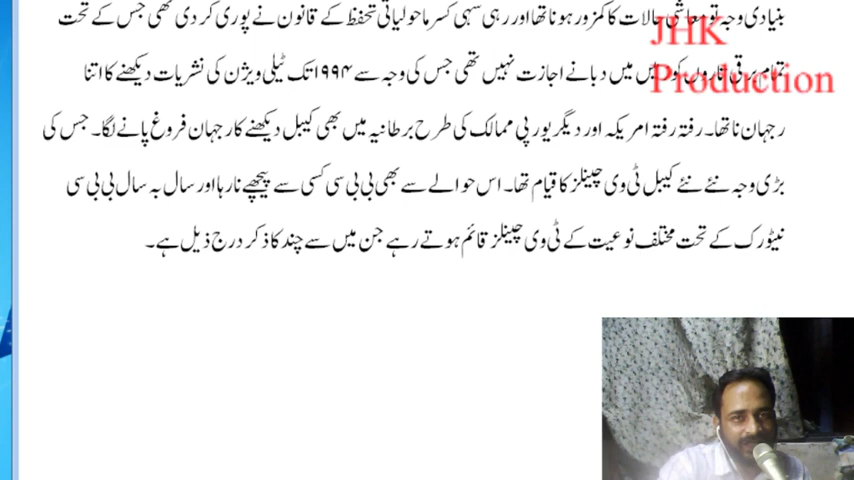 بنیادی وجہ تو معاشی حالات کا کمزور ہونا تھا اور رہی سہی کسر ماحولیاتی تحفظ کے قانون نے پوری کر دی تھی جس کے تحت
تمام برقی تاروں کو میں دبانے اجازت نہیں تھی جس کی وجہ سے ۱۹۹۴ تک ٹیلی ویژن کی نشریات دیکھنے کا اتنا
رجہان نا تھا۔ رفتہ رفتہ امریکہ اور دیگر یورپی ممالک کی طرح برطانیہ میں بھی کیبل دیکھنے کا رجہان فروغ پانے لگا۔ جس کی
بڑی وجہ نئے نئے کیبل ٹی وی چینلز کا قیام تھا۔ اس حوالے سے بھی بی بی سی کسی سے پیچھے نا رہا اور سال بہ سال بی بی سی
نیٹورک کے تحت مختلف نوعیت کے ٹی وی چینلز قائم ہوتے رہے جن میں سے چند کا ذکر درج ذیل ہے۔
JHK
Production